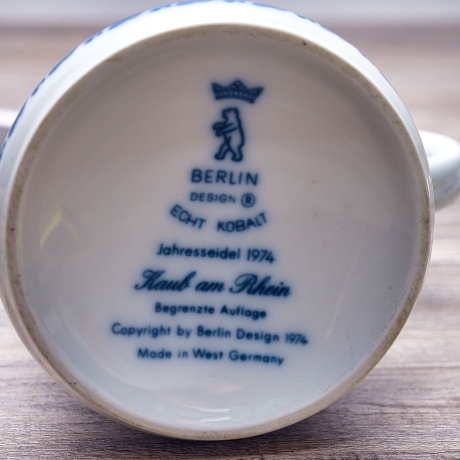 BERLIN
DESIGN ®
ECHT KOBALT
Jahresseidel 1974
Kaub am Rhein
Begrenzte Auflage
Copyright by Berlin Design 1974
Made in West Germany